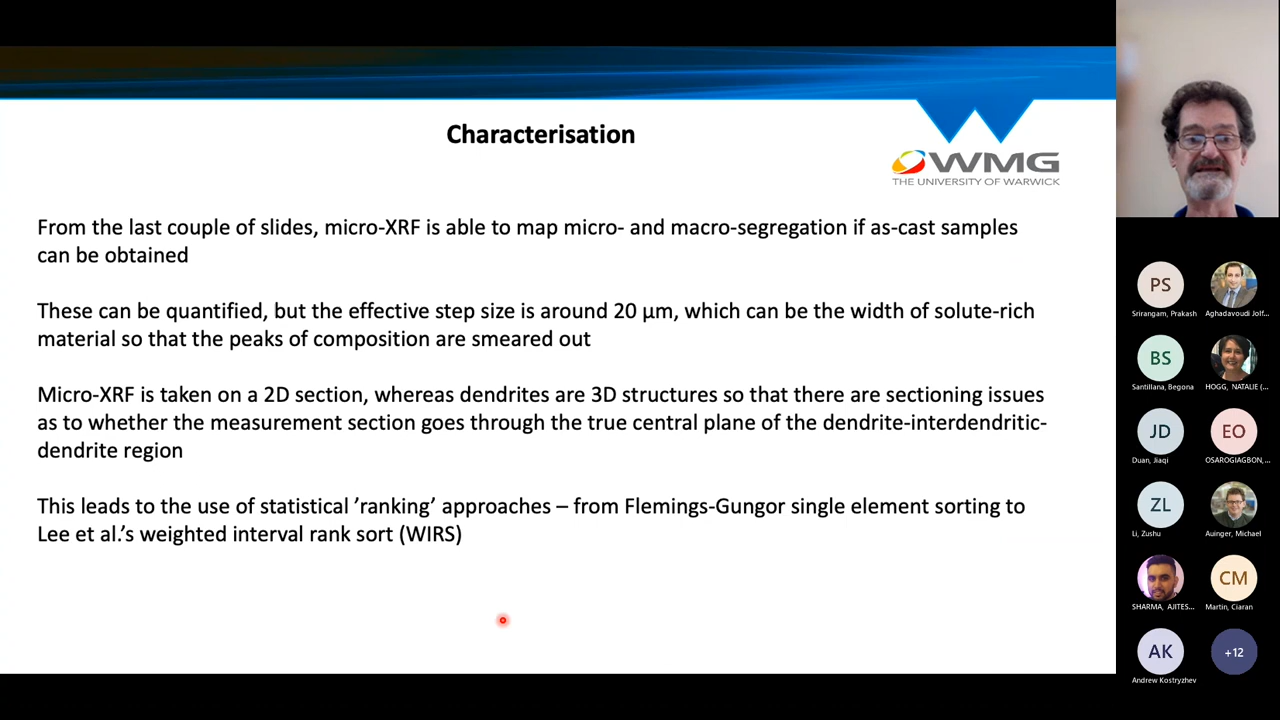 Characterisation
WMG
THE UNIVERSITY OF WARWICK
From the last couple of slides, micro-XRF is able to map micro- and macro-segregation if as-cast samples
can be obtained
These can be quantified, but the effective step size is around 20 µm, which can be the width of solute-rich
material so that the peaks of composition are smeared out
Micro-XRF is taken on a 2D section, whereas dendrites are 3D structures so that there are sectioning issues
as to whether the measurement section goes through the true central plane of the dendrite-interdendritic-
dendrite region
This leads to the use of statistical ’ranking’ approaches – from Flemings-Gungor single element sorting to
Lee et al.’s weighted interval rank sort (WIRS)
PS
Srirangam, Prakash
Aghadavoudi Jolf...
BS
Santillana, Begona
HOGG, NATALIE (...
JD
Duan, Jiaqi
EO
OSAROGIAGBON,...
ZL
Li, Zushu
Auinger, Michael
SHARMA, AJITES...
CM
Martin, Ciaran
AK
Andrew Kostryzhev
+12